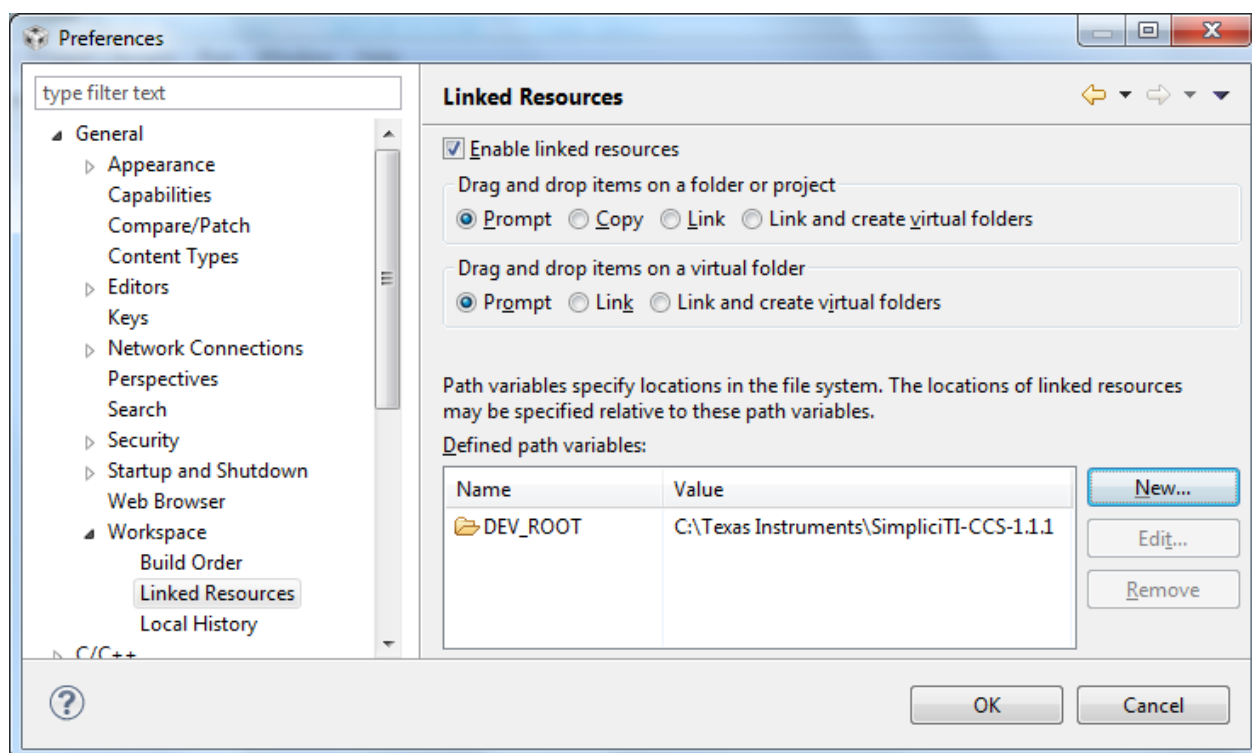 Preferences
type filter text
General
Appearance
Capabilities
Compare/Patch
Content Types
Editors
Keys
Network Connections
Perspectives
Search
Security
Startup and Shutdown
Web Browser
Workspace
Build Order
Linked Resources
Local History
C/C++
Linked Resources
Enable linked resources
Drag and drop items on a folder or project
Prompt Copy Link Link and create virtual folders
Drag and drop items on a virtual folder
Prompt Link Link and create virtual folders
Path variables specify locations in the file system. The locations of linked resources
may be specified relative to these path variables.
Defined path variables:
Name Value
DEV_ROOT C:\Texas Instruments\SimpliciTI-CCS-1.1.1
New...
Edit...
Remove
OK Cancel